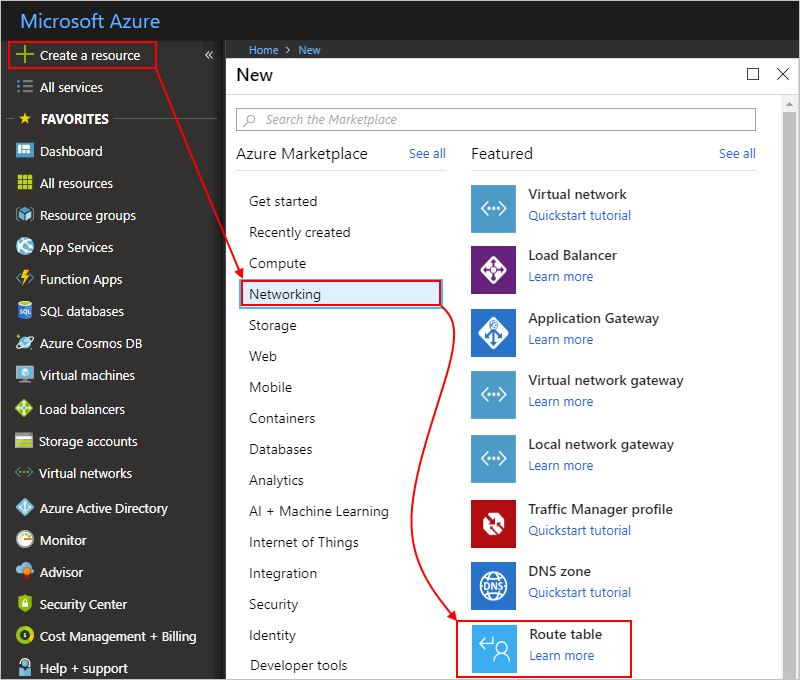 Microsoft Azure
Create a resource
«
All services
FAVORITES
Dashboard
All resources
Resource groups
App Services
Function Apps
SQL databases
Azure Cosmos DB
Virtual machines
Load balancers
Storage accounts
Virtual networks
Azure Active Directory
Monitor
Advisor
Security Center
Cost Management + Billing
Help + support
Home > New
New
Search the Marketplace
Azure Marketplace See all
Get started
Recently created
Compute
Networking
Storage
Web
Mobile
Containers
Databases
Analytics
AI + Machine Learning
Internet of Things
Integration
Security
Identity
Developer tools
Featured See all
Virtual network
Quickstart tutorial
Load Balancer
Learn more
Application Gateway
Learn more
Virtual network gateway
Learn more
Local network gateway
Learn more
Traffic Manager profile
Quickstart tutorial
DNS
DNS zone
Quickstart tutorial
Route table
Learn more